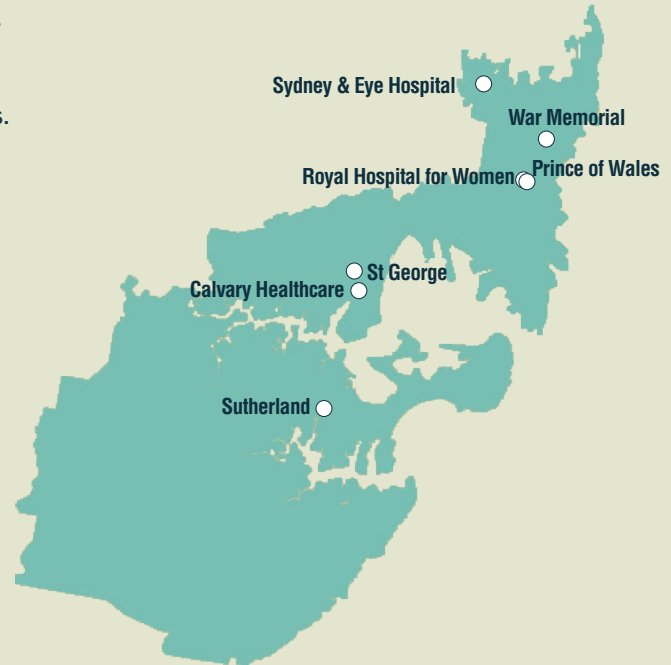 s.
Sydney & Eye Hospital
War Memorial
Prince of Wales
Royal Hospital for Women
St George
Calvary Healthcare
Sutherland